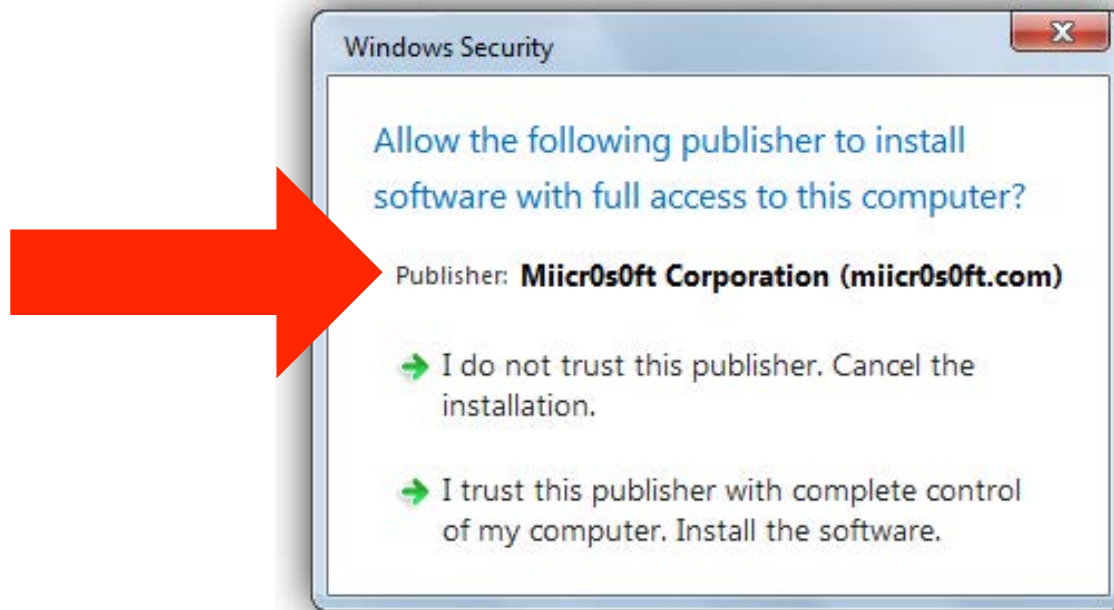 Windows Security
Allow the following publisher to install
software with full access to this computer?
Publisher: Miicr0s0ft Corporation (miicr0s0ft.com)
I do not trust this publisher. Cancel the
installation.
I trust this publisher with complete control
of my computer. Install the software.